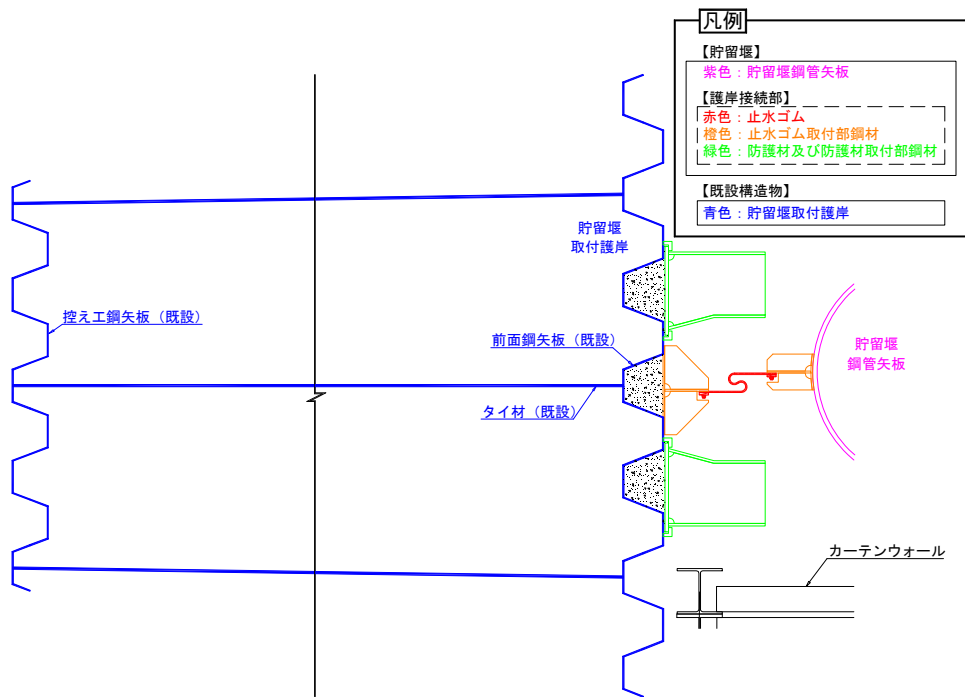 凡例
【貯留堰】
紫色：貯留堰鋼管矢板
【護岸接続部】
赤色：止水ゴム
橙色：止水ゴム取付部鋼材
緑色：防護材及び防護材取付部鋼材
【既設構造物】
青色：貯留堰取付護岸
貯留堰
取付護岸
控え工鋼矢板（既設）
前面鋼矢板（既設）
貯留堰
鋼管矢板
タイ材（既設）
カーテンウォール